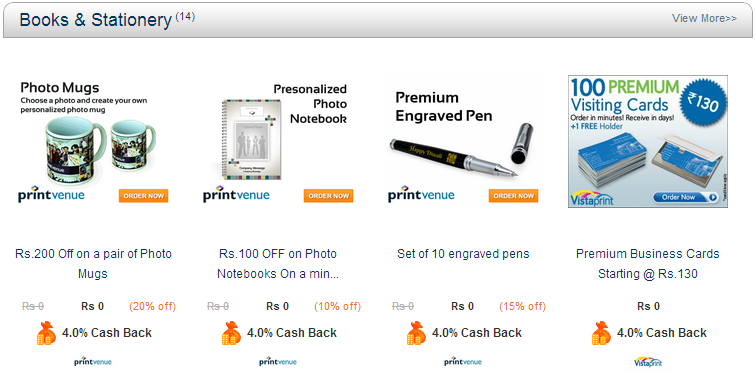 Books & Stationery (14)
View More>>
Photo Mugs
Choose a photo and create your own
personalized photo mug
printvenue
ORDER NOW
Presonalized
Photo
Notebook
Company Message
printvenue
ORDER NOW
Premium
Engraved Pen
Happy Diwali
printvenue
ORDER NOW
100 PREMIUM
Visiting Cards
Order in minutes! Receive in days!
+1 FREE Holder
₹130
Vistaprint
Order Now
Rs.200 Off on a pair of Photo
Mugs
Rs.100 OFF on Photo
Notebooks On a min...
Set of 10 engraved pens
Premium Business Cards
Starting @ Rs.130
Rs 0 Rs 0 (20% off)
Rs 0 Rs 0 (10% off)
Rs 0 Rs 0 (15% off)
Rs 0
4.0% Cash Back
4.0% Cash Back
4.0% Cash Back
4.0% Cash Back
printvenue
printvenue
printvenue
Vistaprint